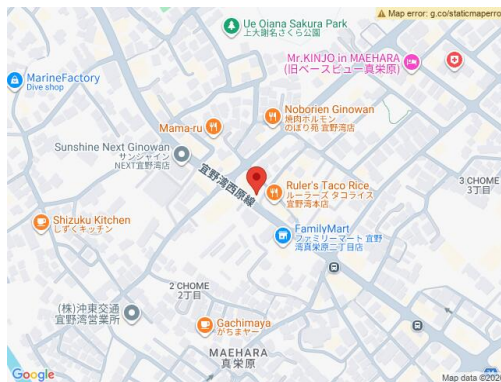 Map error: g.co/staticmaperro
Ue Oiana Sakura Park
上大謝名さくら公園
Mr.KINJO in MAEHARA
(旧ベースビュー真栄原)
MarineFactory
Dive shop
Noborien Ginowan
焼肉ホルモン
のぼり苑 宜野湾店
Mama-ru
Sunshine Next Ginowan
サンシャイン
NEXT宜野湾店
宜野湾西原線
Ruler's Taco Rice
ルーラーズ タコライス
宜野湾本店
3 CHOME
3丁目
Shizuku Kitchen
しずくキッチン
FamilyMart
ファミリーマート 宜野
湾真栄原二丁目店
2 CHOME
2丁目
(株)沖東交通
宜野湾営業所
Gachimaya
がちまやー
MAEHARA
真栄原
Google
Map data ©202